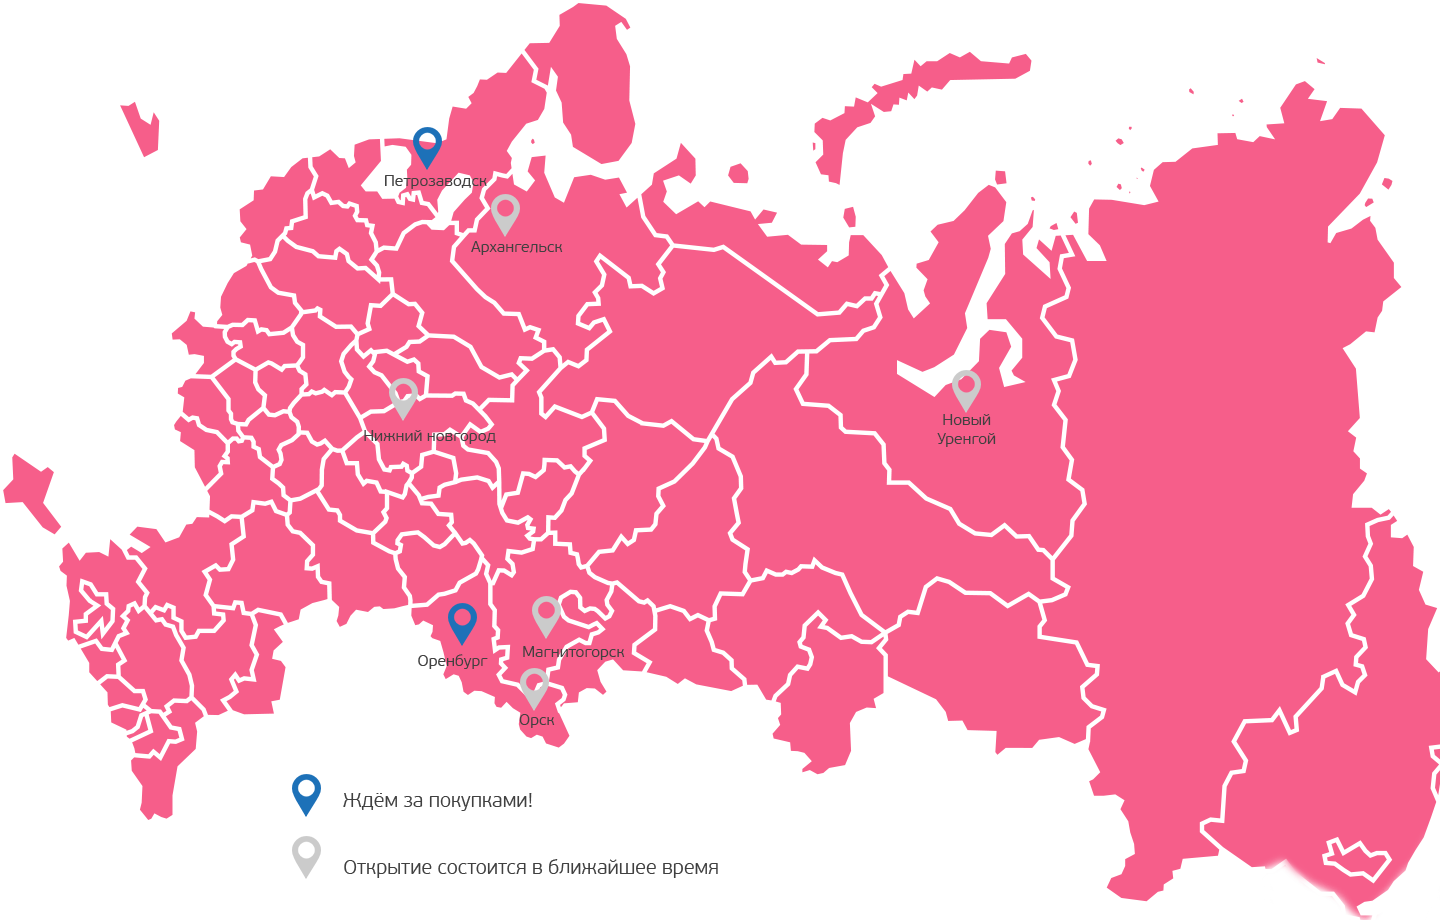 Петрозаводск
Архангельск
Новый
Уренгой
Нижний новгород
Магнитогорск
Оренбург
Орск
Ждём за покупками!
Открытие состоится в ближайшее время